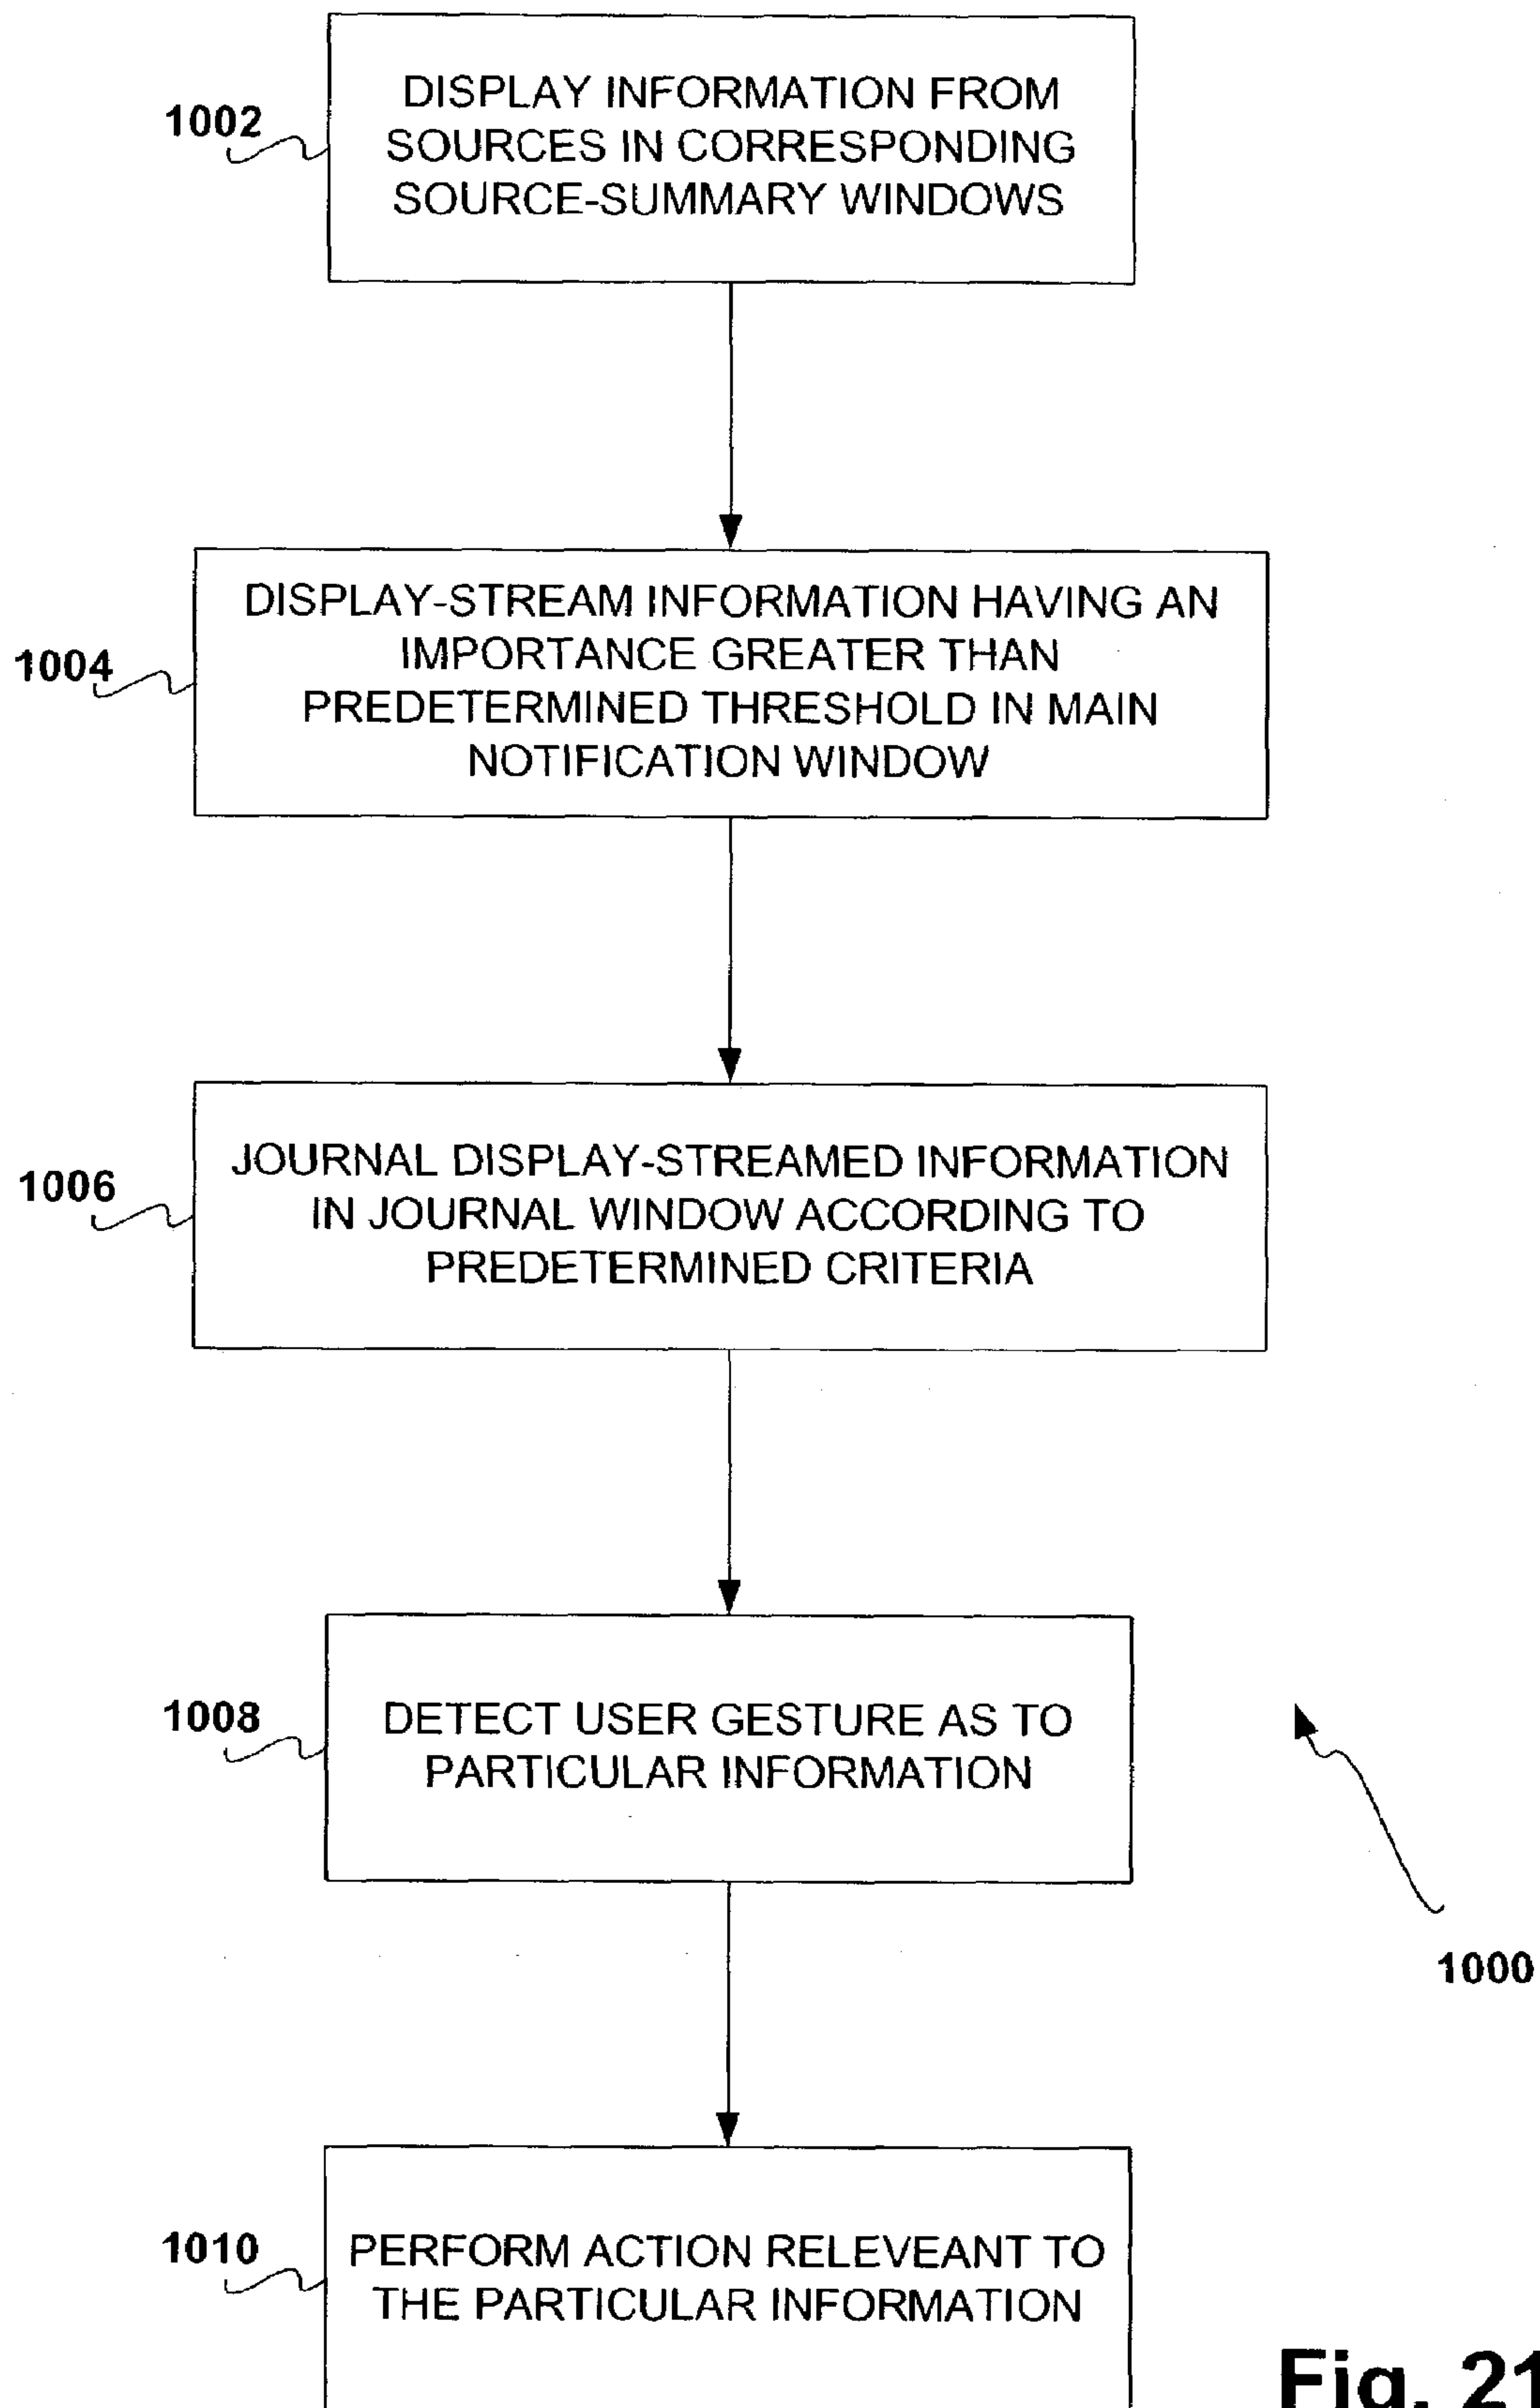 1002
DISPLAY INFORMATION FROM
SOURCES IN CORRESPONDING
SOURCE-SUMMARY WINDOWS
1004
DISPLAY-STREAM INFORMATION HAVING AN
IMPORTANCE GREATER THAN
PREDETERMINED THRESHOLD IN MAIN
NOTIFICATION WINDOW
1006
JOURNAL DISPLAY-STREAMED INFORMATION
IN JOURNAL WINDOW ACCORDING TO
PREDETERMINED CRITERIA
1008
DETECT USER GESTURE AS TO
PARTICULAR INFORMATION
1000
1010
PERFORM ACTION RELEVEANT TO
THE PARTICULAR INFORMATION
Fig. 21